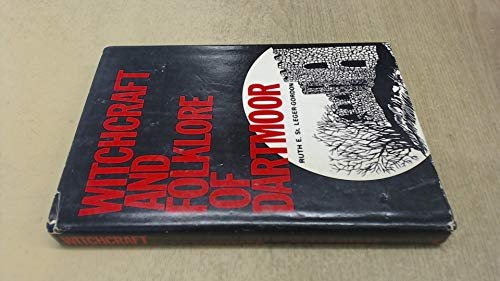 WITCHCRAFT
AND
FOLKLORE
OF
DARTMOOR
RUTH E. St. LEGER-GORDON
WITCHCRAFT